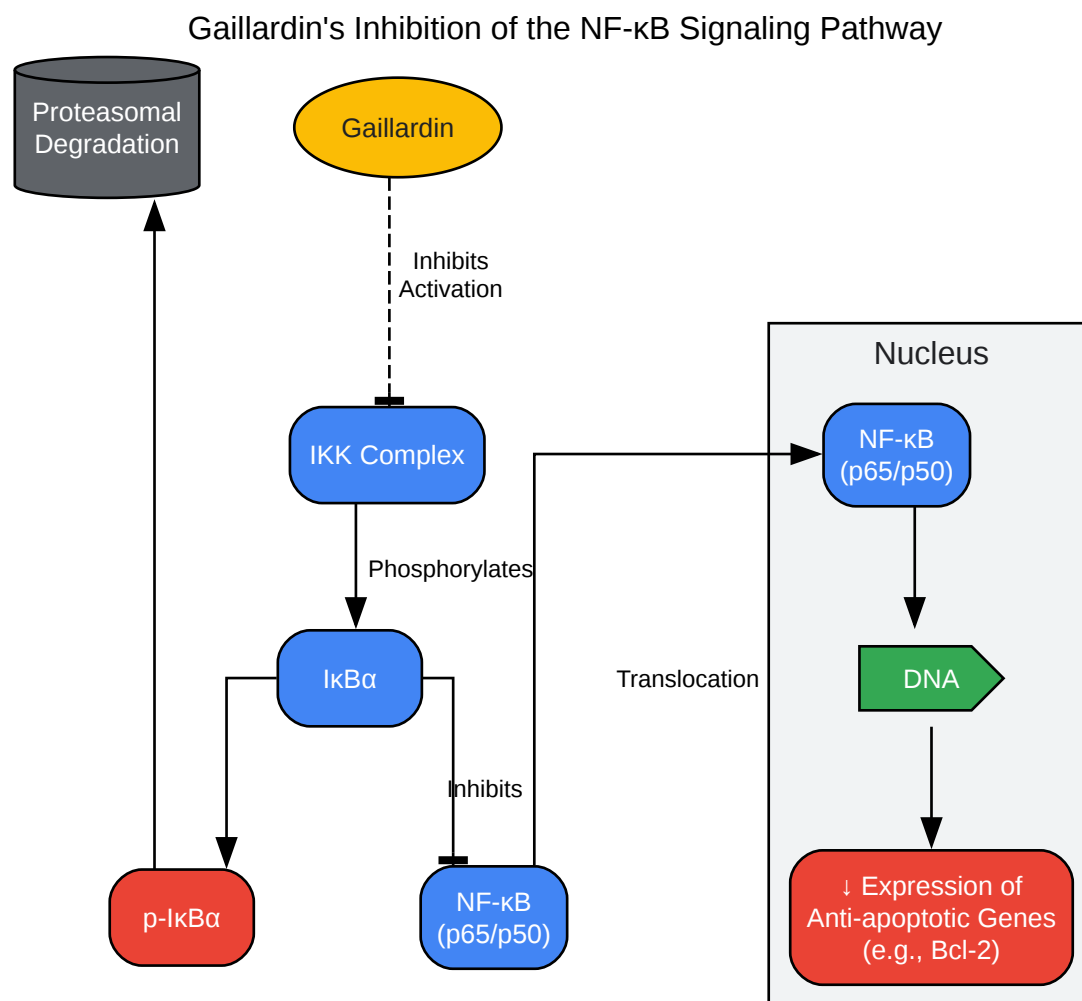 Gaillardin's Inhibition of the NF-κB Signaling Pathway
Proteasomal
Degradation
Gaillardin
Inhibits
Activation
Nucleus
IKK Complex
NF-κB
(p65/p50)
Phosphorylates
IκBα
Translocation
DNA
Inhibits
p-IκBα
NF-κB
(p65/p50)
↓ Expression of
Anti-apoptotic Genes
(e.g., Bcl-2)